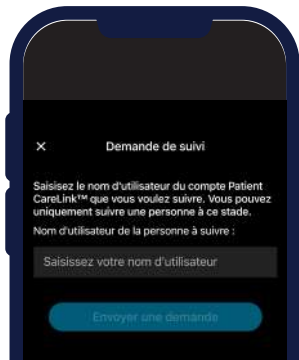 × Demande de suivi
Saisisez le nom d'utilisateur du compte Patient
CareLink™ que vous voulez suivre. Vous pouvez
uniquement suivre une personne à ce stade.
Nom d'utilisateur de la personne à suivre :
Saisissez votre nom d'utilisateur
Envoyer une demande